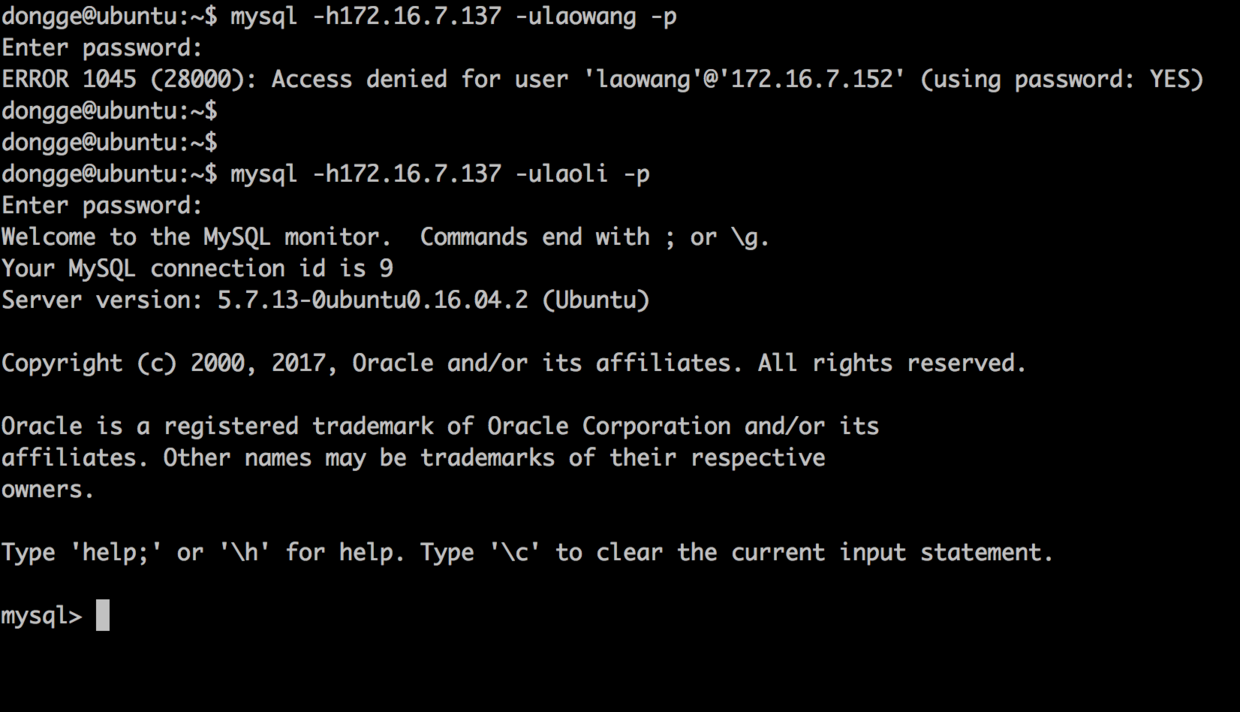 dongge@ubuntu:~$ mysql -h172.16.7.137 -ulaowang -p
Enter password:
ERROR 1045 (28000): Access denied for user 'laowang'@'172.16.7.152' (using password: YES)
dongge@ubuntu:~$
dongge@ubuntu:~$
dongge@ubuntu:~$ mysql -h172.16.7.137 -ulaoli -p
Enter password:
Welcome to the MySQL monitor.  Commands end with ; or \g.
Your MySQL connection id is 9
Server version: 5.7.13-0ubuntu0.16.04.2 (Ubuntu)
Copyright (c) 2000, 2017, Oracle and/or its affiliates. All rights reserved.
Oracle is a registered trademark of Oracle Corporation and/or its
affiliates. Other names may be trademarks of their respective
owners.
Type 'help;' or '\h' for help. Type '\c' to clear the current input statement.
mysql>